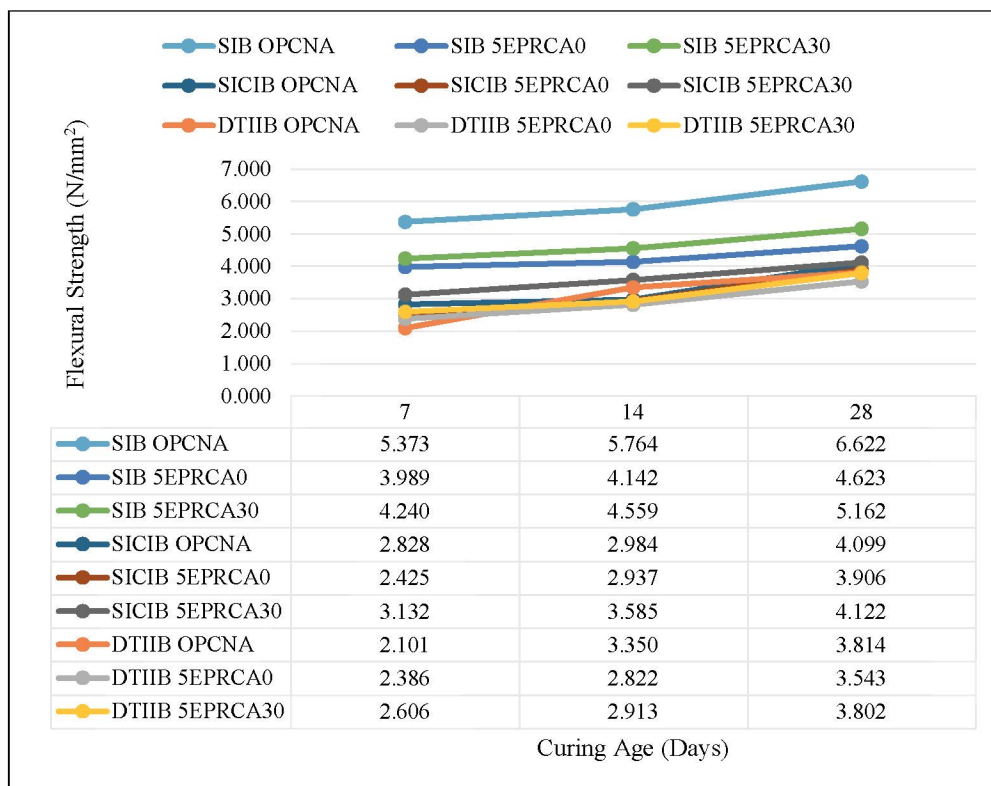 SIB OPCNA SIB 5EPRCA0 SIB 5EPRCA30
SICIB OPCNA SICIB 5EPRCA0 SICIB 5EPRCA30
DTIIB OPCNA DTIIB 5EPRCA0 DTIIB 5EPRCA30
Flexural Strength (N/mm²)
7.000
6.000
5.000
4.000
3.000
2.000
1.000
0.000
7 14 28
SIB OPCNA 5.373 5.764 6.622
SIB 5EPRCA0 3.989 4.142 4.623
SIB 5EPRCA30 4.240 4.559 5.162
SICIB OPCNA 2.828 2.984 4.099
SICIB 5EPRCA0 2.425 2.937 3.906
SICIB 5EPRCA30 3.132 3.585 4.122
DTIIB OPCNA 2.101 3.350 3.814
DTIIB 5EPRCA0 2.386 2.822 3.543
DTIIB 5EPRCA30 2.606 2.913 3.802
Curing Age (Days)